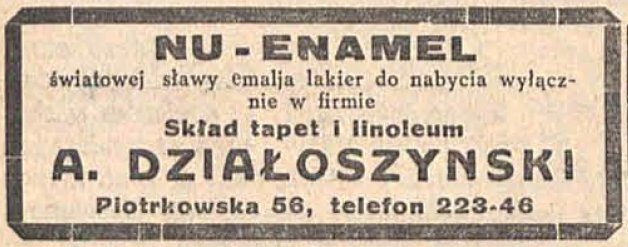 NU-ENAMEL
światowej sławy emalja lakier do nabycia wyłącz-
nie w firmie
Skład tapet i linoleum
A. DZIAŁOSZYNSKI
Piotrkowska 56, telefon 223-46